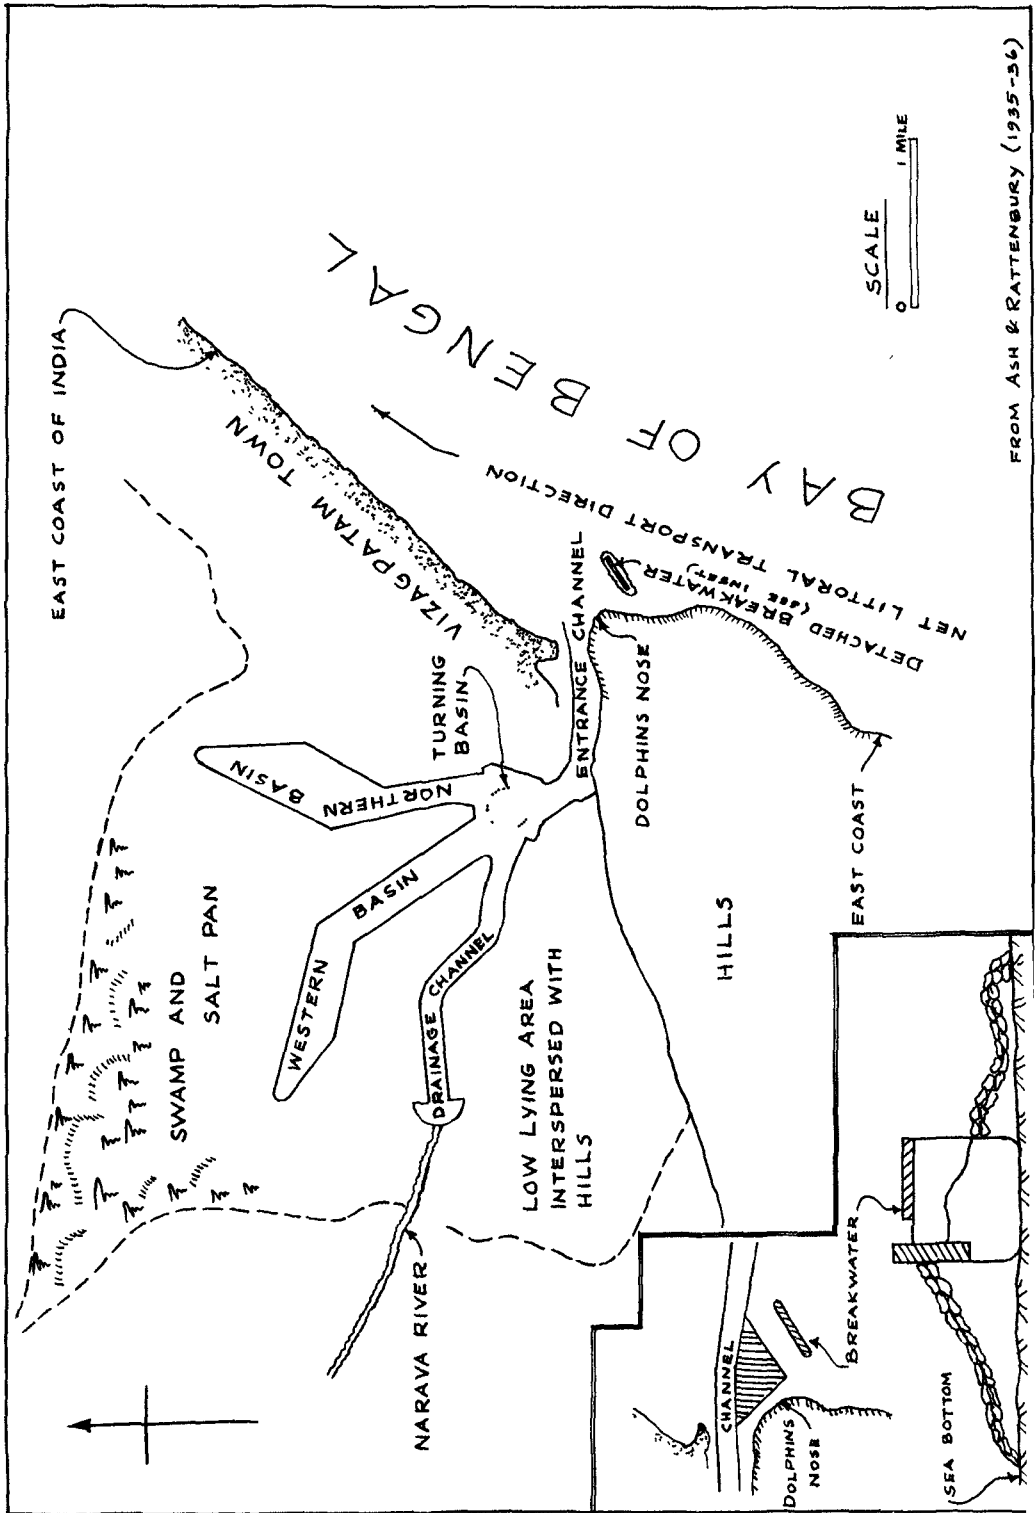 EAST COAST OF INDIA
SWAMP AND
SALT PAN
NORTHERN
BASIN
WESTERN
BASIN
TURNING
BASIN
VIZAGPATAM TOWN
NARAVA RIVER
DRAINAGE CHANNEL
LOW LYING AREA
INTERSPERSED WITH
HILLS
ENTRANCE CHANNEL
DOLPHINS NOSE
HILLS
EAST COAST
DETACHED BREAKWATER
(SEE INSET)
NET LITTORAL TRANSPORT DIRECTION
BAY OF BENGAL
SCALE
0 1 MILE
CHANNEL
DOLPHINS
NOSE
BREAKWATER
SEA BOTTOM
FROM ASH & RATTENBURY (1935-36)